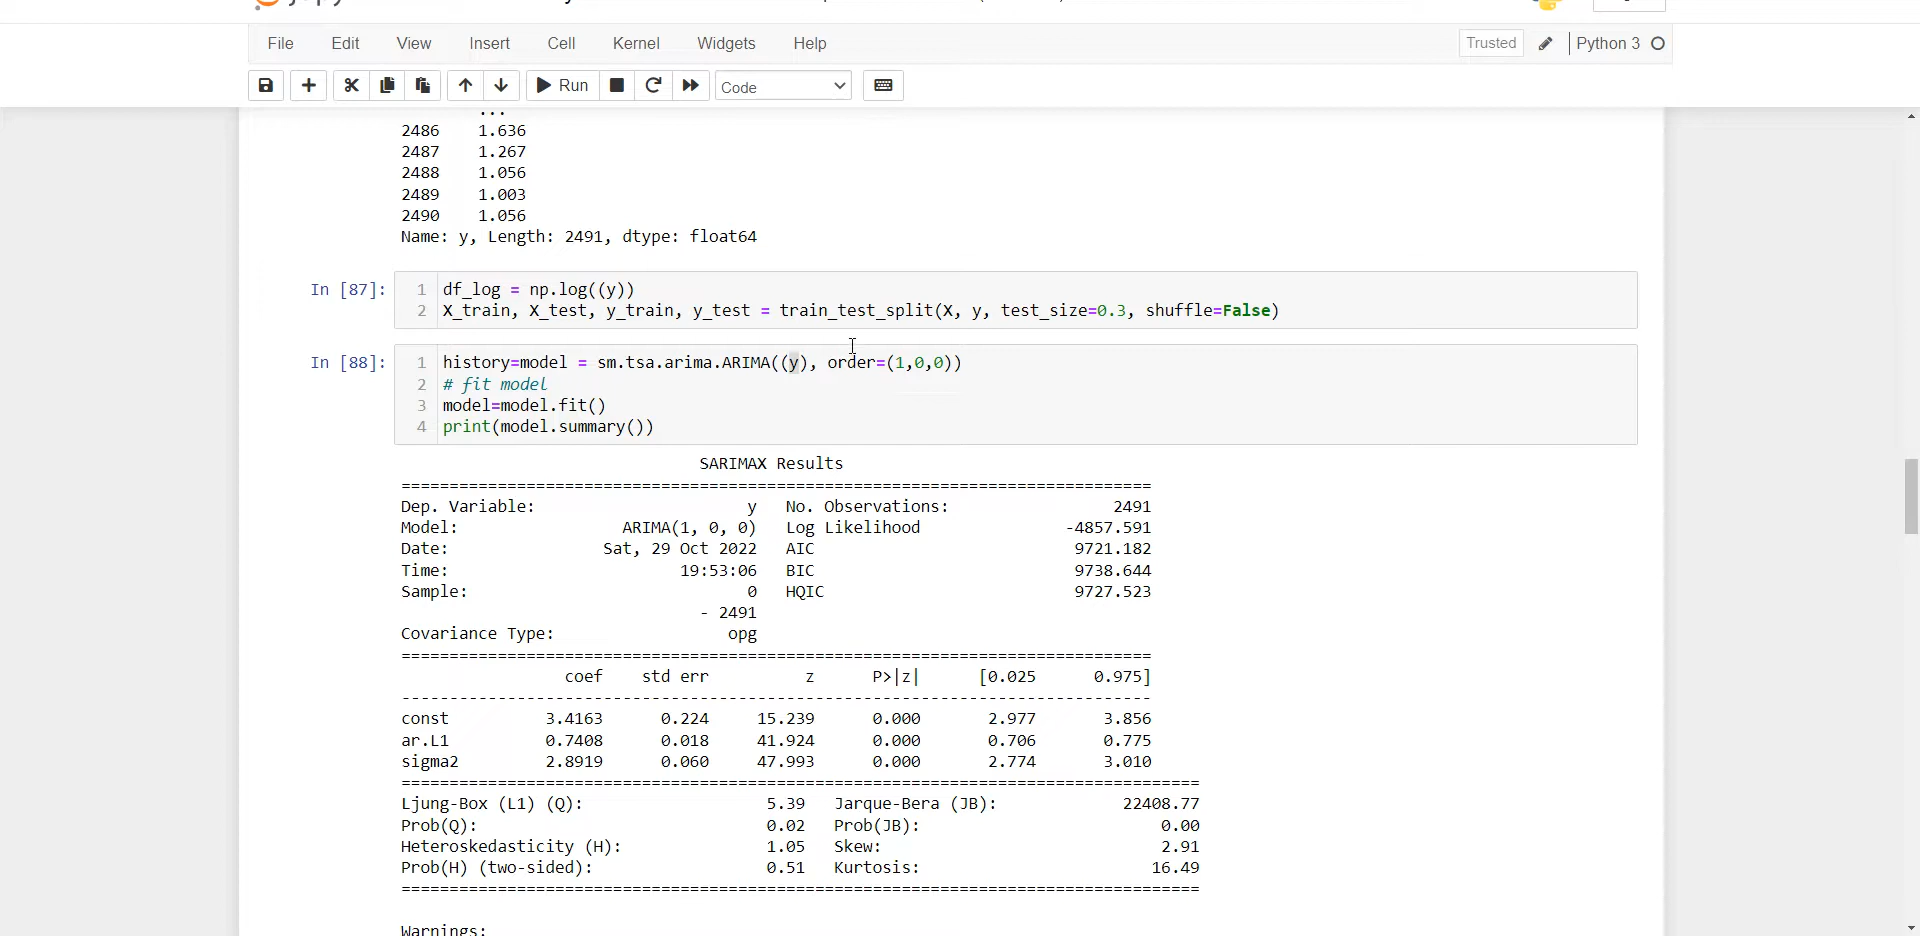 File Edit View Insert Cell Kernel Widgets Help Trusted Python 3
Run Code
...
2486 1.636
2487 1.267
2488 1.056
2489 1.003
2490 1.056
Name: y, Length: 2491, dtype: float64
In [87]: 1 df_log = np.log((y))
2 X_train, X_test, y_train, y_test = train_test_split(X, y, test_size=0.3, shuffle=False)
In [88]: 1 history=model = sm.tsa.arima.ARIMA((y), order=(1,0,0))
2 # fit model
3 model=model.fit()
4 print(model.summary())
SARIMAX Results
==============================================================================
Dep. Variable: y No. Observations: 2491
Model: ARIMA(1, 0, 0) Log Likelihood -4857.591
Date: Sat, 29 Oct 2022 AIC 9721.182
Time: 19:53:06 BIC 9738.644
Sample: 0 HQIC 9727.523
- 2491
Covariance Type: opg
==============================================================================
coef std err z P>|z| [0.025 0.975]
------------------------------------------------------------------------------
const 3.4163 0.224 15.239 0.000 2.977 3.856
ar.L1 0.7408 0.018 41.924 0.000 0.706 0.775
sigma2 2.8919 0.060 47.993 0.000 2.774 3.010
===================================================================================
Ljung-Box (L1) (Q): 5.39 Jarque-Bera (JB): 22408.77
Prob(Q): 0.02 Prob(JB): 0.00
Heteroskedasticity (H): 1.05 Skew: 2.91
Prob(H) (two-sided): 0.51 Kurtosis: 16.49
===================================================================================
Warnings: